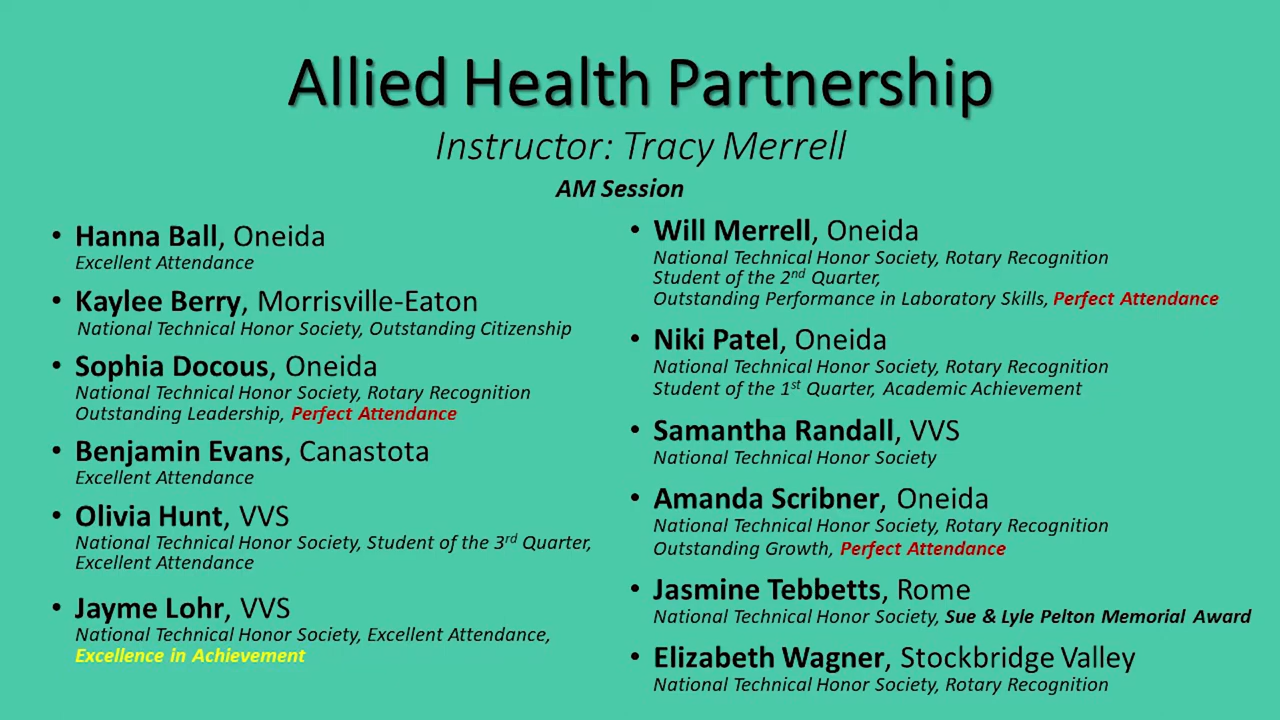 Allied Health Partnership
Instructor: Tracy Merrell
AM Session
• Hanna Ball, Oneida
Excellent Attendance
• Kaylee Berry, Morrisville-Eaton
National Technical Honor Society, Outstanding Citizenship
• Sophia Docous, Oneida
National Technical Honor Society, Rotary Recognition
Outstanding Leadership, Perfect Attendance
• Benjamin Evans, Canastota
Excellent Attendance
• Olivia Hunt, VVS
National Technical Honor Society, Student of the 3rd Quarter,
Excellent Attendance
• Jayme Lohr, VVS
National Technical Honor Society, Excellent Attendance,
Excellence in Achievement
• Will Merrell, Oneida
National Technical Honor Society, Rotary Recognition
Student of the 2nd Quarter,
Outstanding Performance in Laboratory Skills, Perfect Attendance
• Niki Patel, Oneida
National Technical Honor Society, Rotary Recognition
Student of the 1st Quarter, Academic Achievement
• Samantha Randall, VVS
National Technical Honor Society
• Amanda Scribner, Oneida
National Technical Honor Society, Rotary Recognition
Outstanding Growth, Perfect Attendance
• Jasmine Tebbetts, Rome
National Technical Honor Society, Sue & Lyle Pelton Memorial Award
• Elizabeth Wagner, Stockbridge Valley
National Technical Honor Society, Rotary Recognition